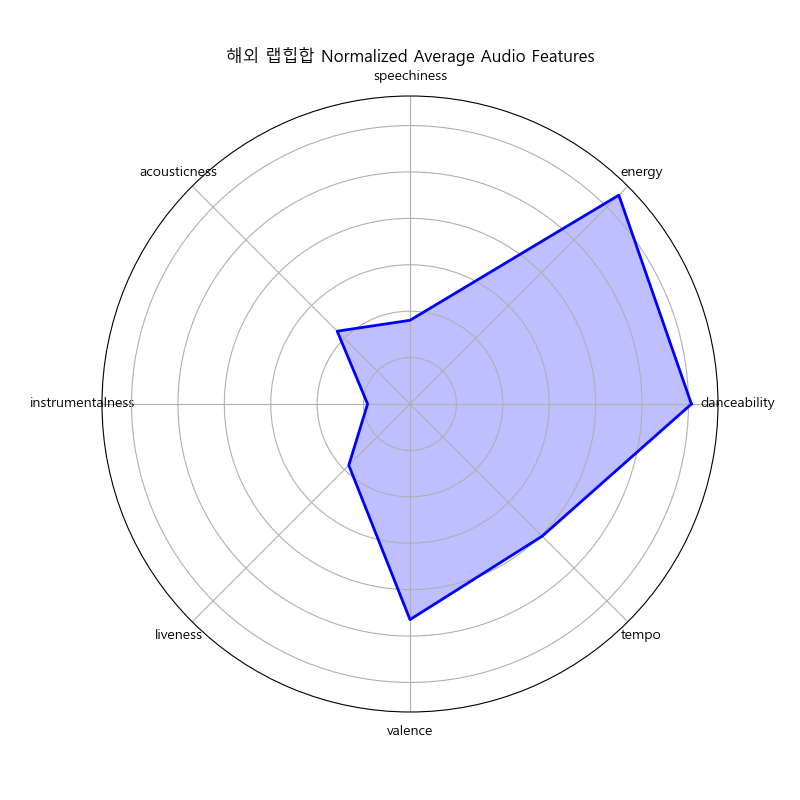 해외 랩힙합 Normalized Average Audio Features
speechiness
acousticness
energy
instrumentalness
danceability
liveness
tempo
valence